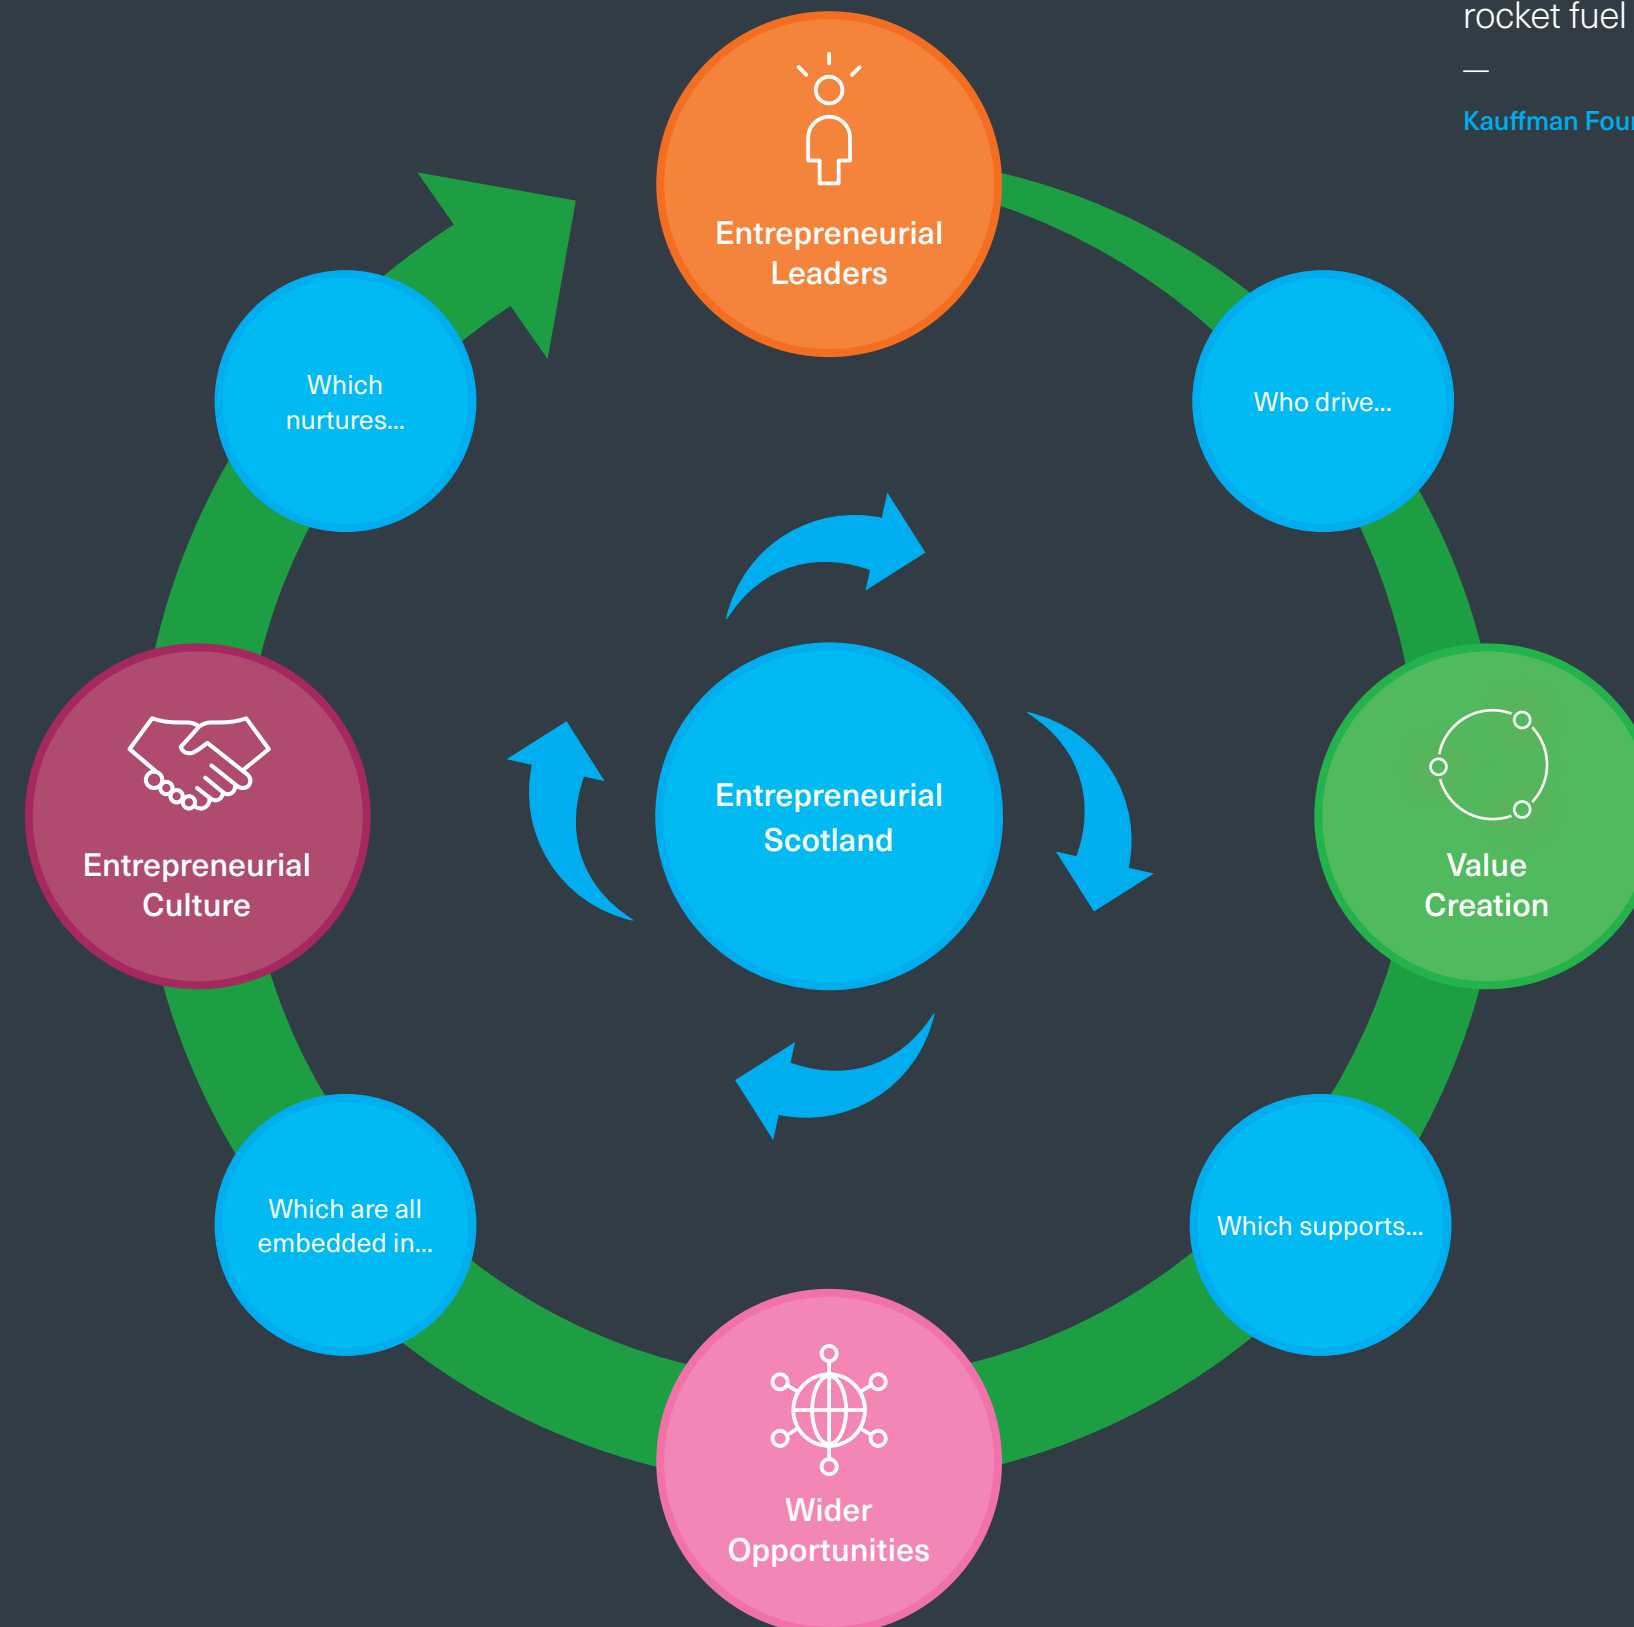 rocket fuel
—
Kauffman
Entrepreneurial
Leaders
Who drive...
Value
Creation
Which supports...
Wider
Opportunities
Which are all
embedded in...
Entrepreneurial
Culture
Which
nurtures...
Entrepreneurial
Scotland